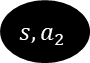 s, a₂